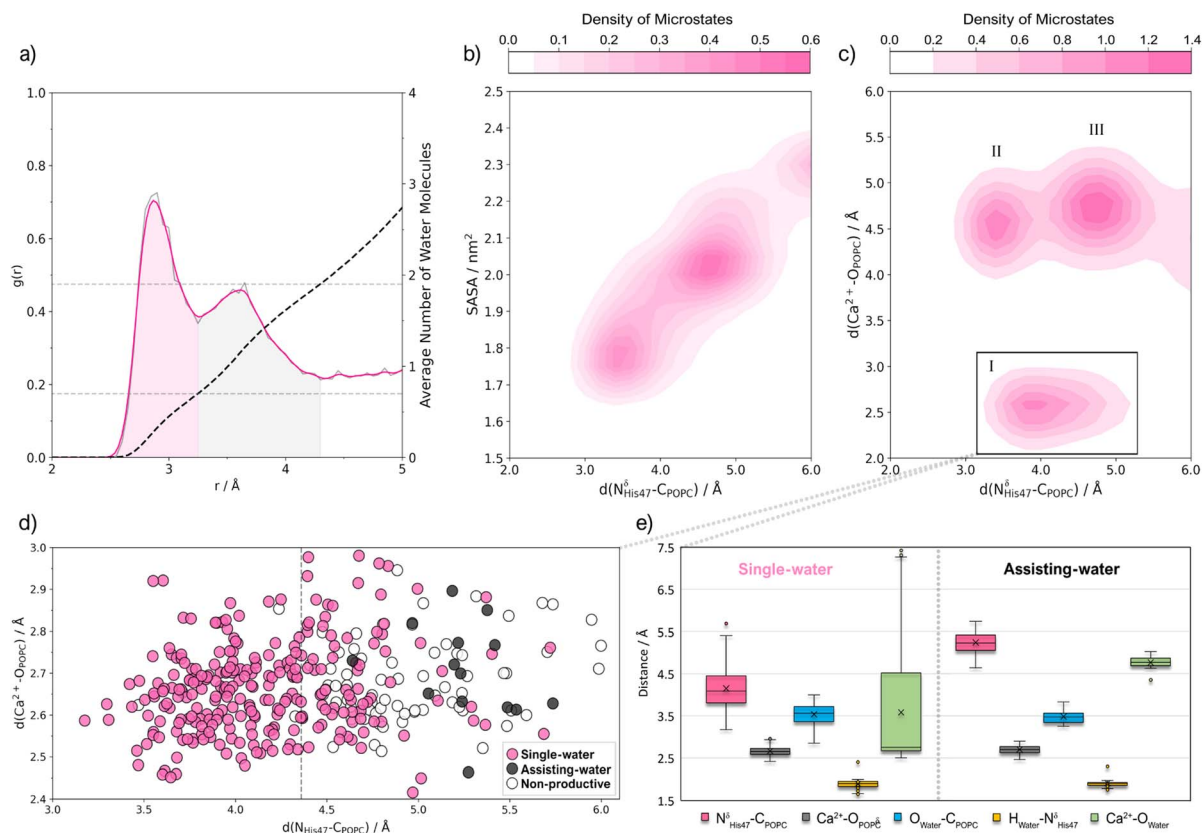 a)
1.0
0.8
0.6
0.4
0.2
0.0
g(r)
4
3
2
1
0
Average Number of Water Molecules
2 3 4 5
r / Å
Density of Microstates
0.0 0.1 0.2 0.3 0.4 0.5 0.6
b)
2.5
2.4
2.3
2.2
2.1
2.0
1.9
1.8
1.7
1.6
1.5
SASA / nm²
2.0 3.0 4.0 5.0 6.0
d(N^δ_His47-C_POPC) / Å
Density of Microstates
0.0 0.2 0.4 0.6 0.8 1.0 1.2 1.4
c)
6.0
5.5
5.0
4.5
4.0
3.5
3.0
2.5
2.0
d(Ca²⁺-O_POPC) / Å
II
III
I
2.0 3.0 4.0 5.0 6.0
d(N^δ_His47-C_POPC) / Å
d)
3.0
2.9
2.8
2.7
2.6
2.5
2.4
d(Ca²⁺-O_POPC) / Å
Single-water
Assisting-water
Non-productive
3.0 3.5 4.0 4.5 5.0 5.5 6.0
d(N^δ_His47-C_POPC) / Å
e)
7.5
6.5
5.5
4.5
3.5
2.5
1.5
Distance / Å
Single-water
Assisting-water
N^δ_His47-C_POPC Ca²⁺-O_POPC O_Water-C_POPC H_Water-N^δ_His47 Ca²⁺-O_Water